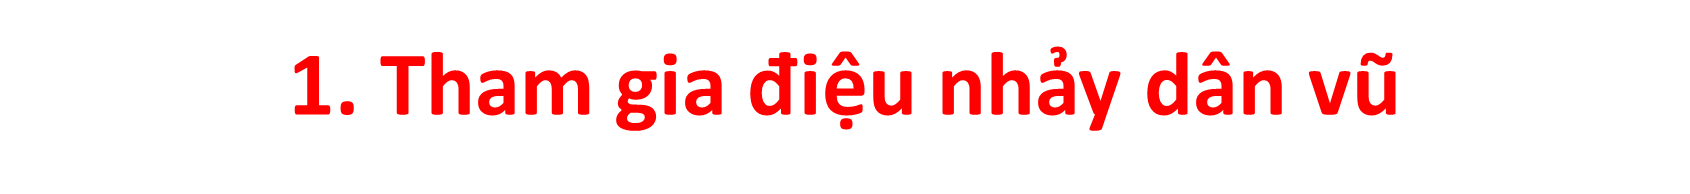 1. Tham gia điệu nhảy dân vũ